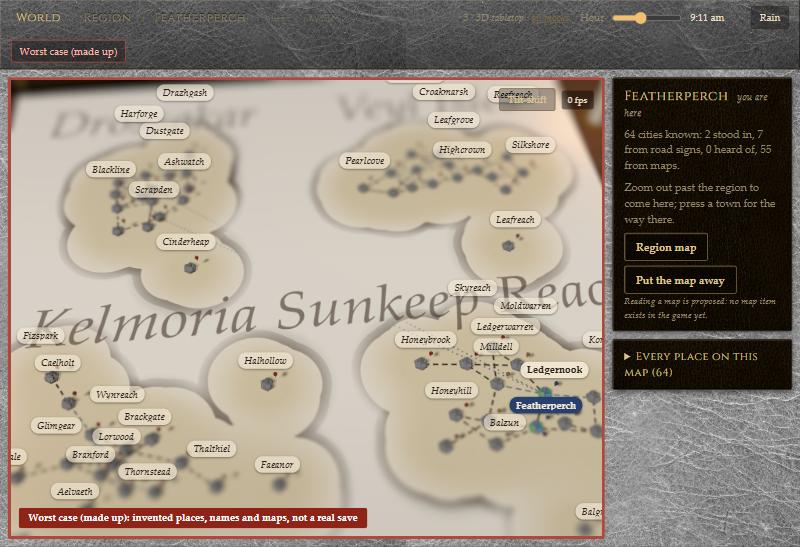 World Region Featherperch
3 · 3D tabletop
Hour
9:11 am
Rain
Worst case (made up)
Tilt-shift
0 fps
Drazhgash
Croakmarsh
Harforge
Leafgrove
Dustgate
Silkshore
Highcrown
Ashwatch
Pearlcove
Blackline
Scrapden
Leafreach
Cinderheap
Skyreach
Moldwarren
Kelmoria Sunkeep Reac
Ledgerwarren
Fizspark
Honeybrook
Milldell
Halhollow
Caelholt
Ledgernook
Honeyhill
Wynreach
Featherperch
Brackgate
Balzun
Glimgear
Lorwood
Thalthiel
Branford
Faeanor
Thornstead
Aelvaeth
Worst case (made up): invented places, names and maps, not a real save
Featherperch you are
here
64 cities known: 2 stood in, 7
from road signs, 0 heard of, 55
from maps.
Zoom out past the region to
come here; press a town for the
way there.
Region map
Put the map away
Reading a map is proposed: no map item
exists in the game yet.
▶ Every place on this
map (64)